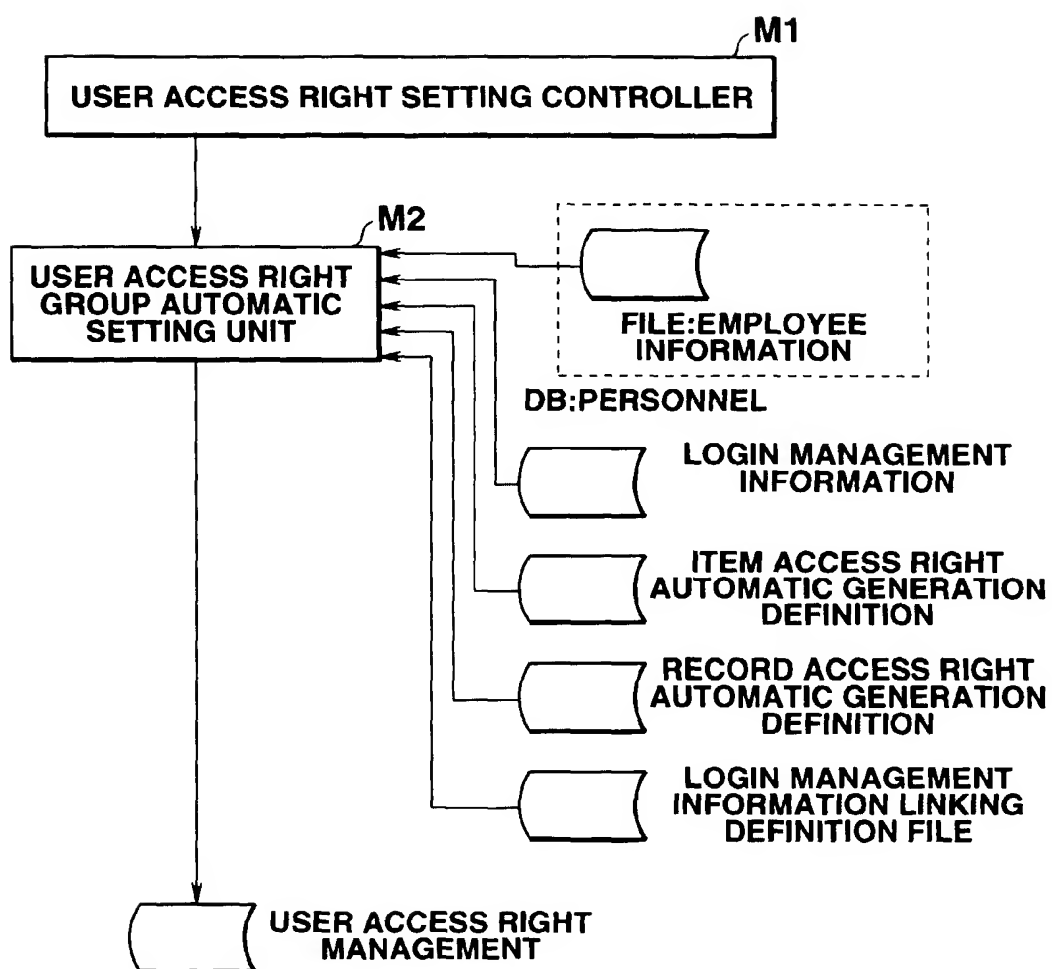 M1
USER ACCESS RIGHT SETTING CONTROLLER
M2
USER ACCESS RIGHT
GROUP AUTOMATIC
SETTING UNIT
FILE:EMPLOYEE
INFORMATION
DB:PERSONNEL
LOGIN MANAGEMENT
INFORMATION
ITEM ACCESS RIGHT
AUTOMATIC GENERATION
DEFINITION
RECORD ACCESS RIGHT
AUTOMATIC GENERATION
DEFINITION
LOGIN MANAGEMENT
INFORMATION LINKING
DEFINITION FILE
USER ACCESS RIGHT
MANAGEMENT